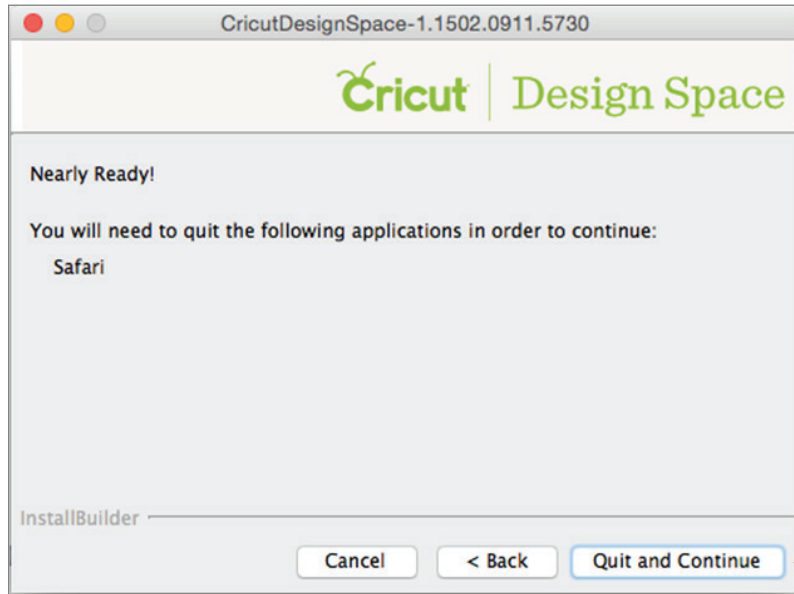 CricutDesignSpace-1.1502.0911.5730
Cricut | Design Space
Nearly Ready!
You will need to quit the following applications in order to continue:
Safari
InstallBuilder
Cancel
< Back
Quit and Continue